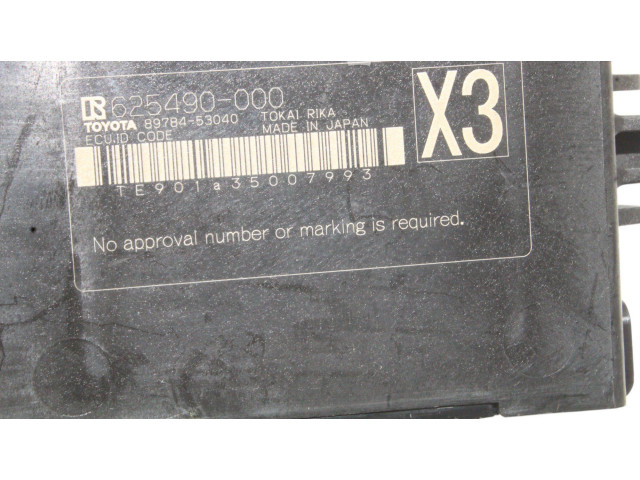 R 625490-000
TOYOTA 89784-53040 TOKAI RIKA
ECU.ID CODE MADE IN JAPAN
X3
TE901a35007993
No approval number or marking is required.